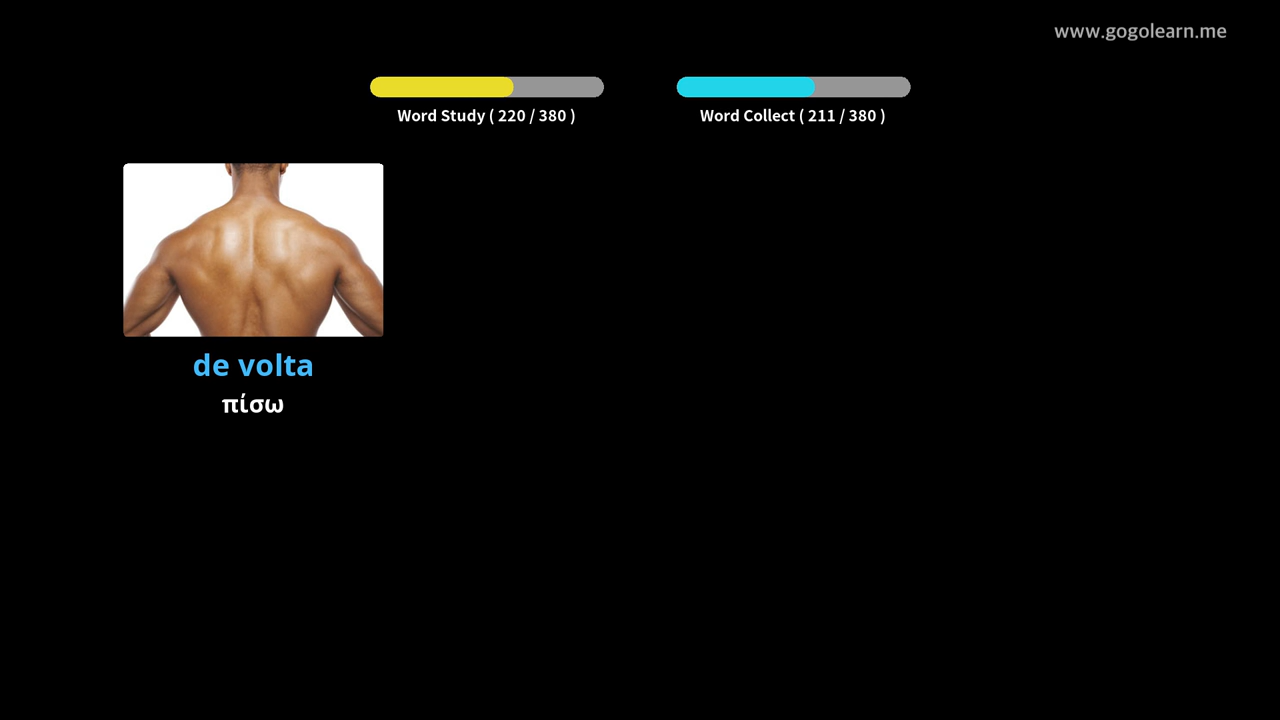 www.gogolearn.me
Word Study ( 220 / 380 )
Word Collect ( 211 / 380 )
de volta
πίσω